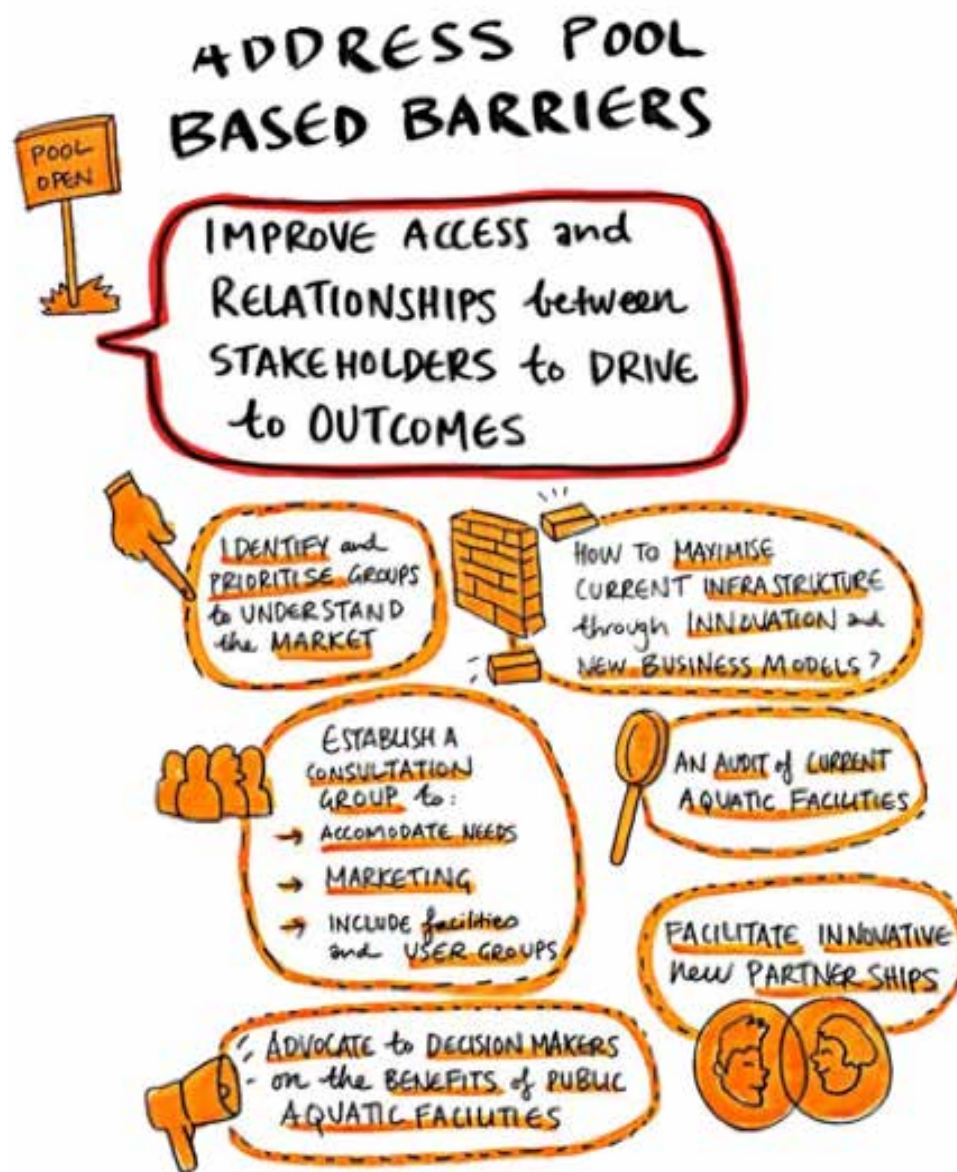 ADDRESS POOL
BASED BARRIERS
POOL
OPEN
IMPROVE ACCESS and
RELATIONSHIPS between
STAKEHOLDERS to DRIVE
to OUTCOMES
IDENTIFY and
PRIORITISE GROUPS
to UNDERSTAND
the MARKET
HOW TO MAXIMISE
CURRENT INFRASTRUCTURE
through INNOVATION and
NEW BUSINESS MODELS?
ESTABLISH A
CONSULTATION
GROUP to:
→ ACCOMODATE NEEDS
→ MARKETING
→ INCLUDE facilities
and USER GROUPS
AN AUDIT of CURRENT
AQUATIC FACILITIES
FACILITATE INNOVATIVE
new PARTNERSHIPS
ADVOCATE to DECISION MAKERS
on the BENEFITS of PUBLIC
AQUATIC FACILITIES